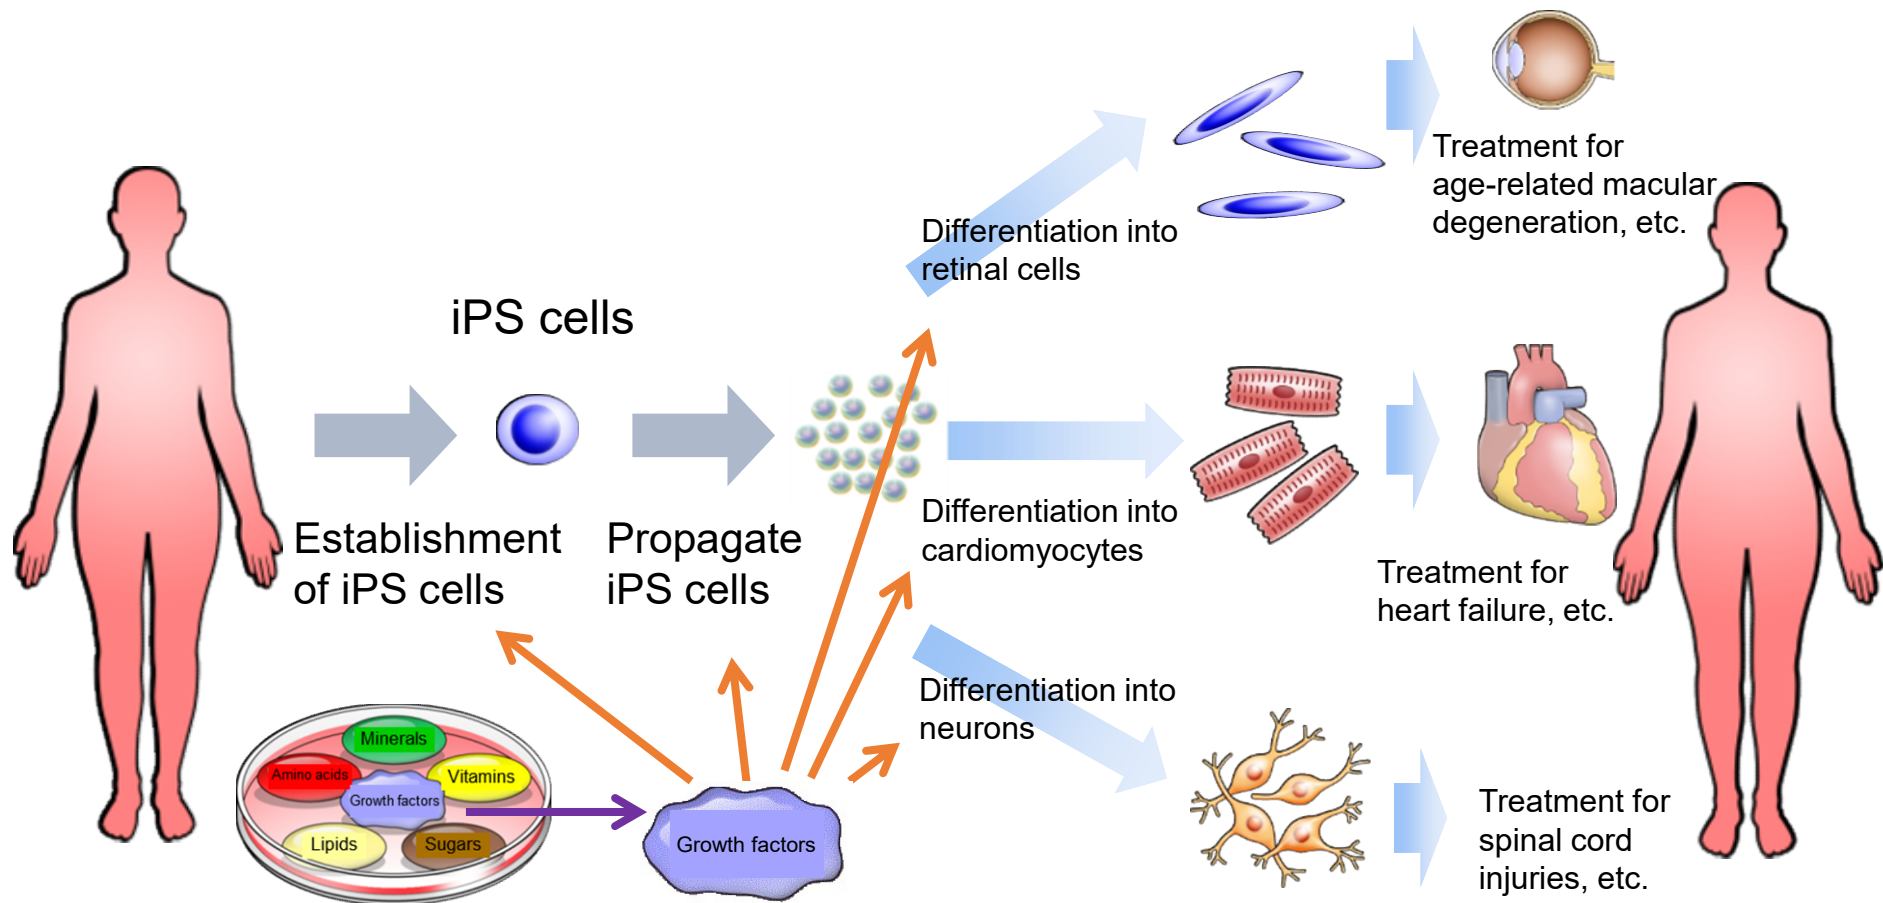 iPS cells
Establishment
of iPS cells
Propagate
iPS cells
Differentiation into
retinal cells
Differentiation into
cardiomyocytes
Differentiation into
neurons
Treatment for
age-related macular
degeneration, etc.
Treatment for
heart failure, etc.
Treatment for
spinal cord
injuries, etc.
Minerals
Amino acids
Vitamins
Growth factors
Lipids
Sugars
Growth factors